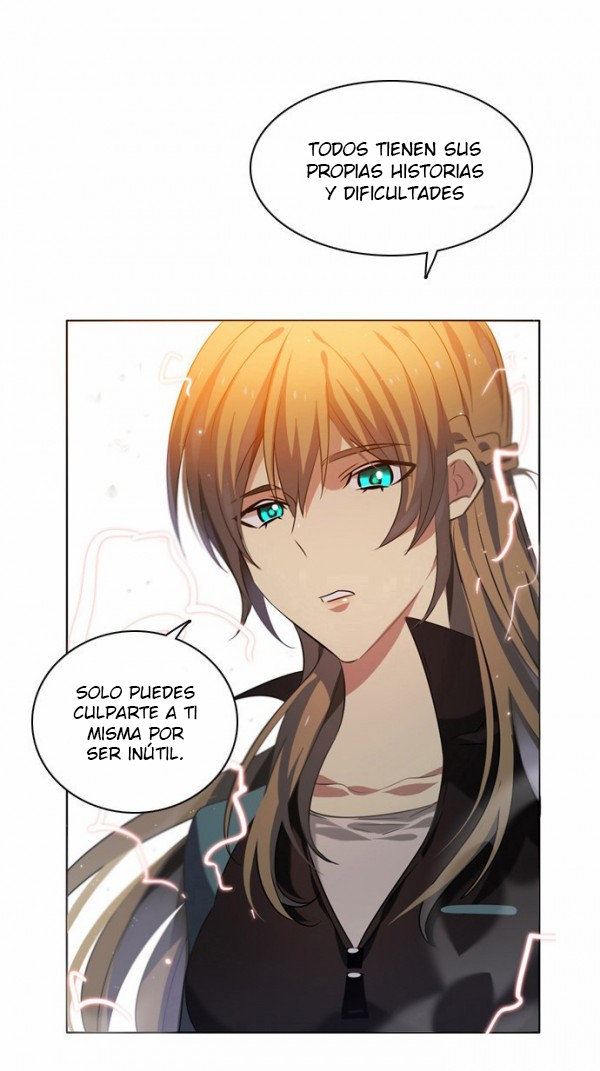 TODOS TIENEN SUS
PROPIAS HISTORIAS
Y DIFICULTADES
SOLO PUEDES
CULPARTE A TI
MISMA POR
SER INÚTIL.